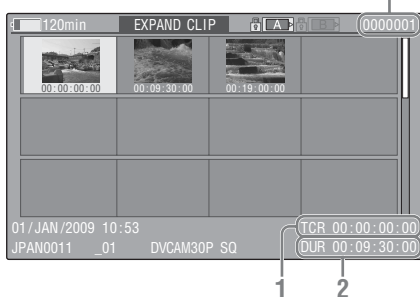 120min EXPAND CLIP A B 0000001
00:00:00:00 00:09:30:00 00:19:00:00
01/JAN/2009 10:53 TCR 00:00:00:00
JPAN0011 _01 DVCAM30P SQ DUR 00:09:30:00
1 2